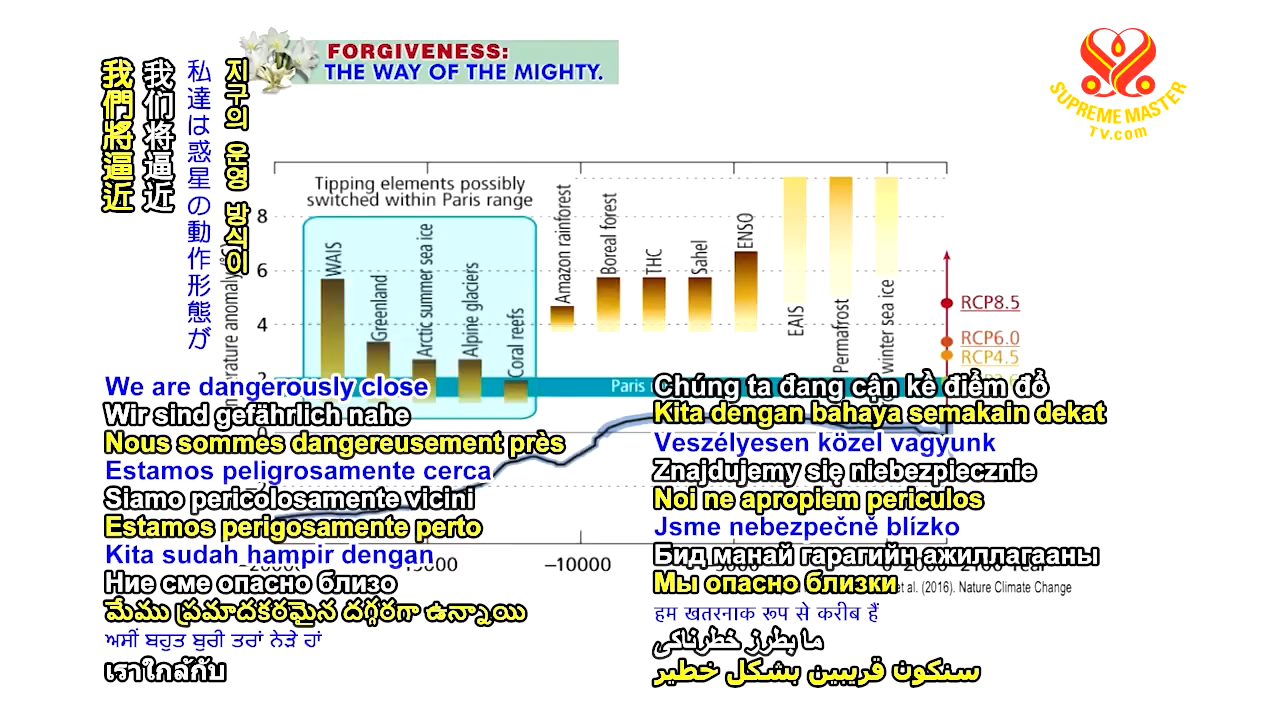 FORGIVENESS:
THE WAY OF THE MIGHTY.
SUPREME MASTER
TV.com
我們將逼近
我们将逼近
私達は惑星の動作形態が
지구의 운영 방식이
Tipping elements possibly
switched within Paris range
8
6
4
2
WAIS
Greenland
Arctic summer sea ice
Alpine glaciers
Coral reefs
Amazon rainforest
Boreal forest
THC
Sahel
ENSO
EAIS
Permafrost
winter sea ice
RCP8.5
RCP6.0
RCP4.5
Paris
We are dangerously close
Wir sind gefährlich nahe
Nous sommes dangereusement près
Estamos peligrosamente cerca
Siamo pericolosamente vicini
Estamos perigosamente perto
Kita sudah hampir dengan
Ние сме опасно близо
మేము ప్రమాదకరమైన దగ్గరగా ఉన్నాయి
ਅਸੀਂ ਬਹੁਤ ਬੁਰੀ ਤਰਾਂ ਨੇੜੇ ਹਾਂ
เราใกล้กับ
Chúng ta đang cận kề điểm đổ
Kita dengan bahaya semakain dekat
Veszélyesen közel vagyunk
Znajdujemy się niebezpiecznie
Noi ne apropiem periculos
Jsme nebezpečně blízko
Бид манай гарагийн ажиллагааны
Мы опасно близки
हम खतरनाक रूप से करीब हैं
ما بطرز خطرناکی
سنكون قريبين بشكل خطير
–10000
et al. (2016). Nature Climate Change